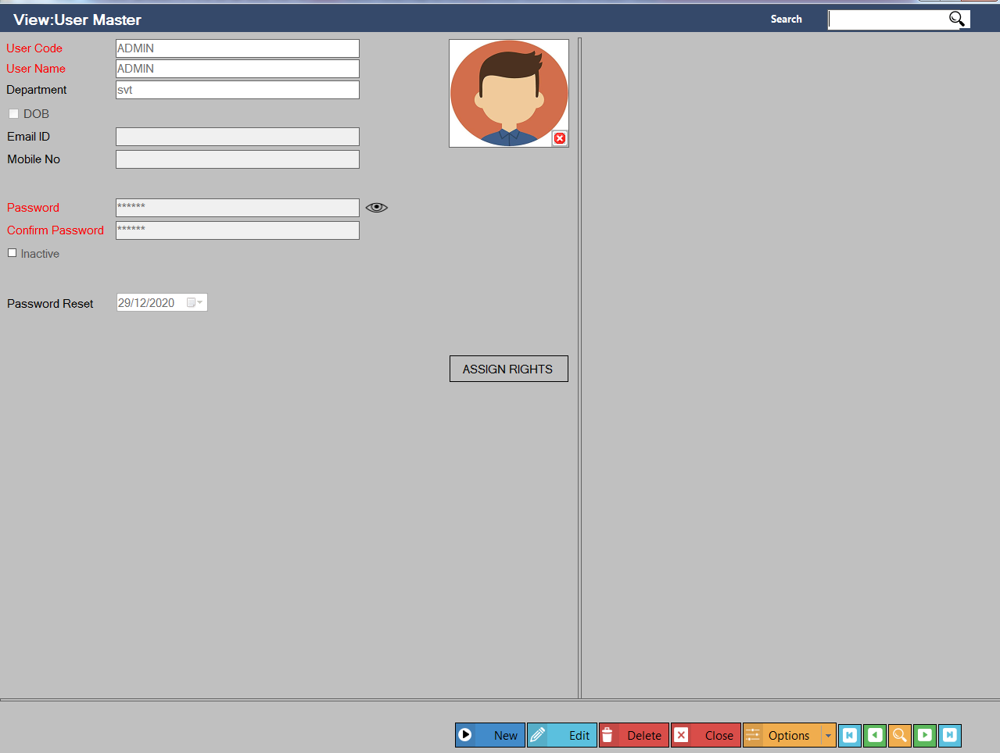 View:User Master
Search
User Code ADMIN
User Name ADMIN
Department svt
DOB
Email ID
Mobile No
Password ******
Confirm Password ******
Inactive
Password Reset 29/12/2020
ASSIGN RIGHTS
New Edit Delete Close Options